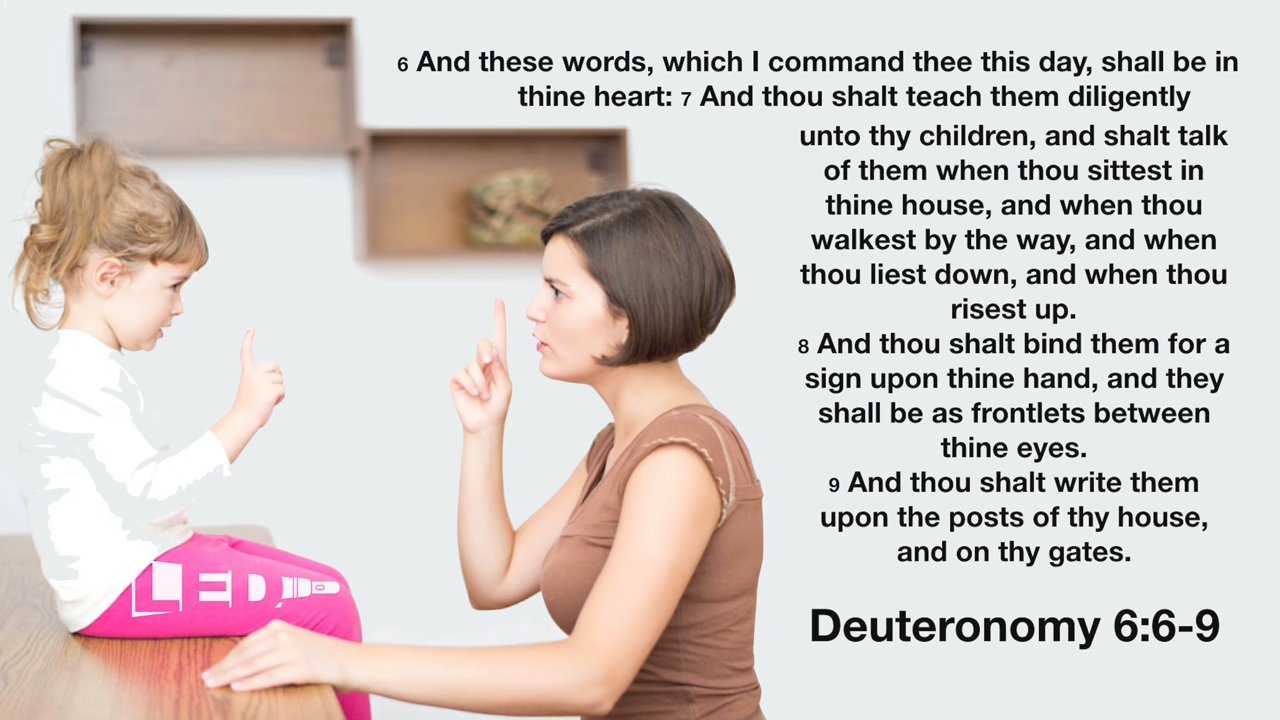 6 And these words, which I command thee this day, shall be in
thine heart: 7 And thou shalt teach them diligently
unto thy children, and shalt talk
of them when thou sittest in
thine house, and when thou
walkest by the way, and when
thou liest down, and when thou
risest up.
8 And thou shalt bind them for a
sign upon thine hand, and they
shall be as frontlets between
thine eyes.
9 And thou shalt write them
upon the posts of thy house,
and on thy gates.
Deuteronomy 6:6-9
LED